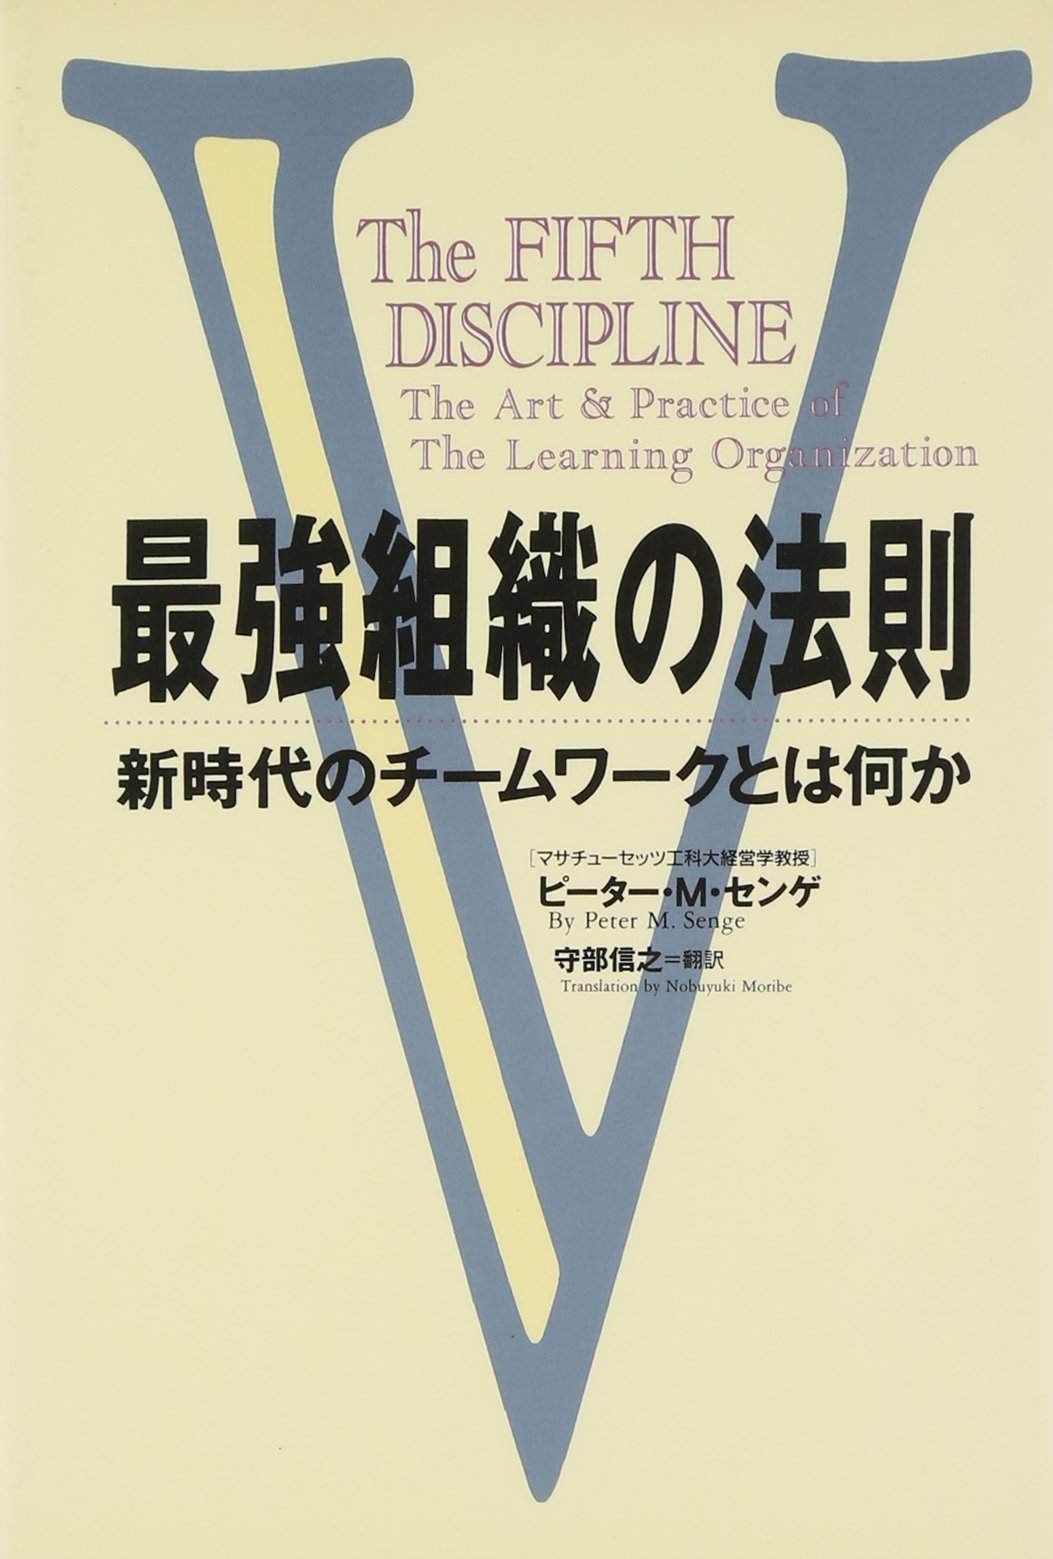 The FIFTH
DISCIPLINE
The Art & Practice of
The Learning Organization
最強組織の法則
新時代のチームワークとは何か
[マサチューセッツ工科大経営学教授]
ピーター・M・センゲ
By Peter M. Senge
守部信之=翻訳
Translation by Nobuyuki Moribe